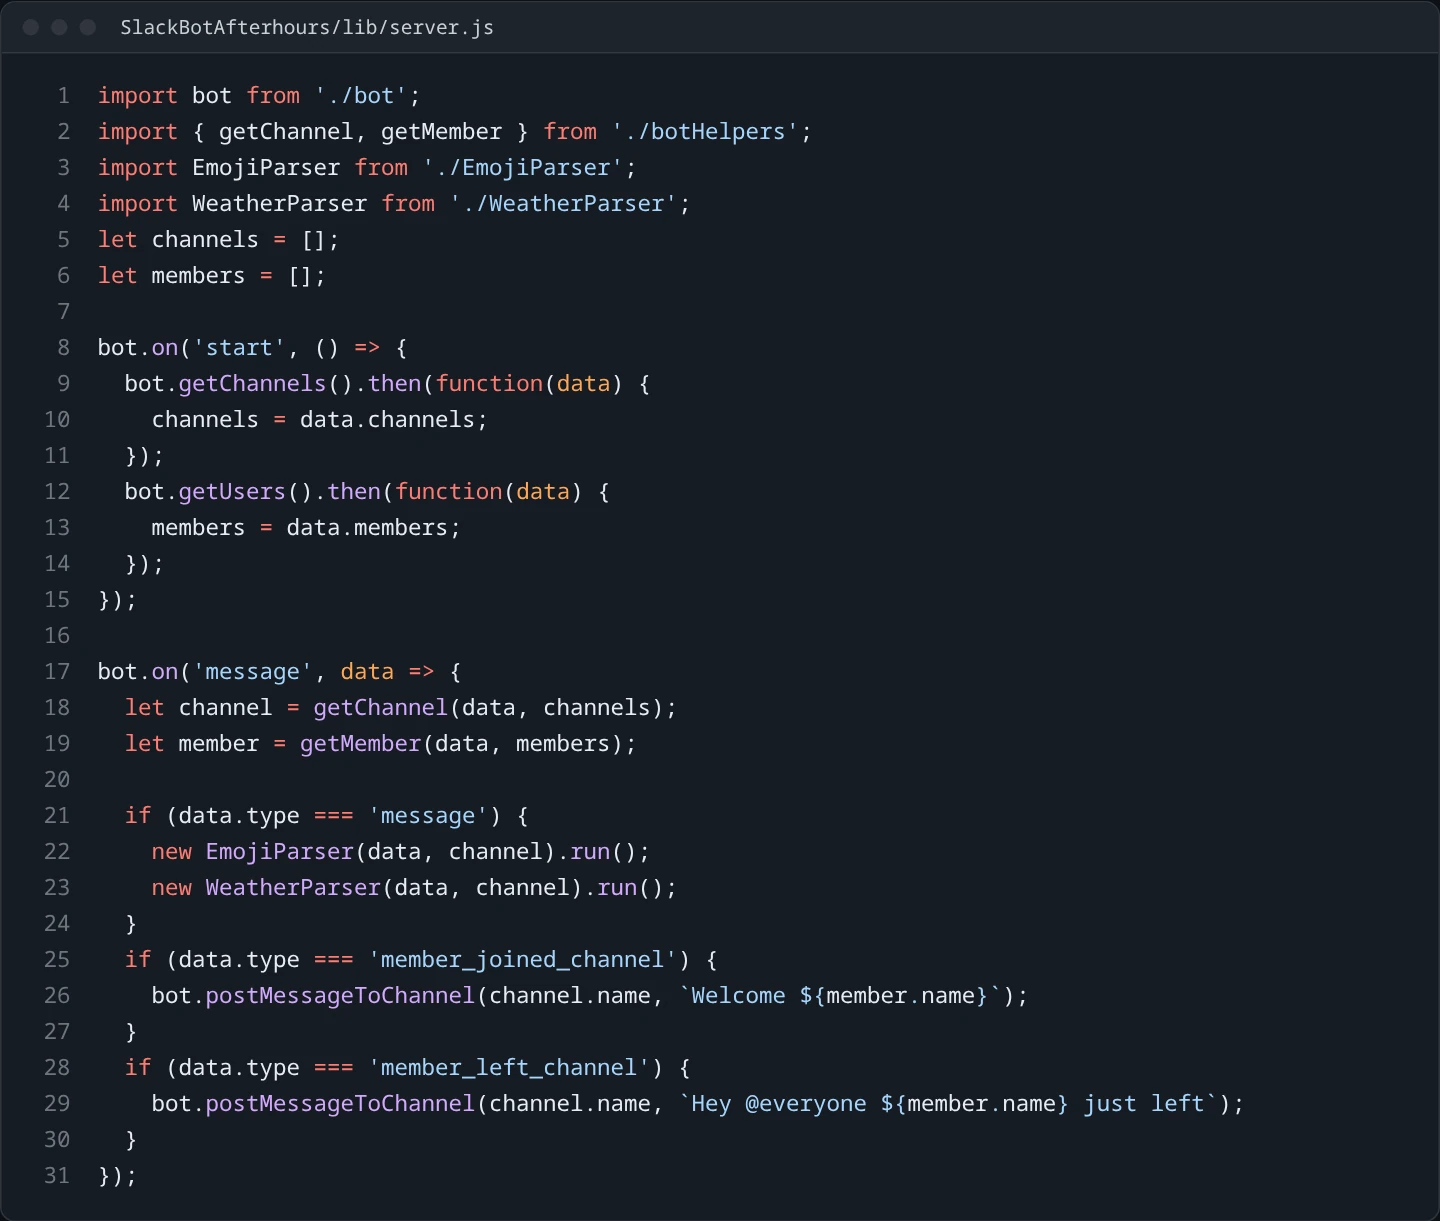 SlackBotAfterhours/lib/server.js
1 import bot from './bot';
2 import { getChannel, getMember } from './botHelpers';
3 import EmojiParser from './EmojiParser';
4 import WeatherParser from './WeatherParser';
5 let channels = [];
6 let members = [];
7
8 bot.on('start', () => {
9   bot.getChannels().then(function(data) {
10     channels = data.channels;
11   });
12   bot.getUsers().then(function(data) {
13     members = data.members;
14   });
15 });
16
17 bot.on('message', data => {
18   let channel = getChannel(data, channels);
19   let member = getMember(data, members);
20
21   if (data.type === 'message') {
22     new EmojiParser(data, channel).run();
23     new WeatherParser(data, channel).run();
24   }
25   if (data.type === 'member_joined_channel') {
26     bot.postMessageToChannel(channel.name, `Welcome ${member.name}`);
27   }
28   if (data.type === 'member_left_channel') {
29     bot.postMessageToChannel(channel.name, `Hey @everyone ${member.name} just left`);
30   }
31 });